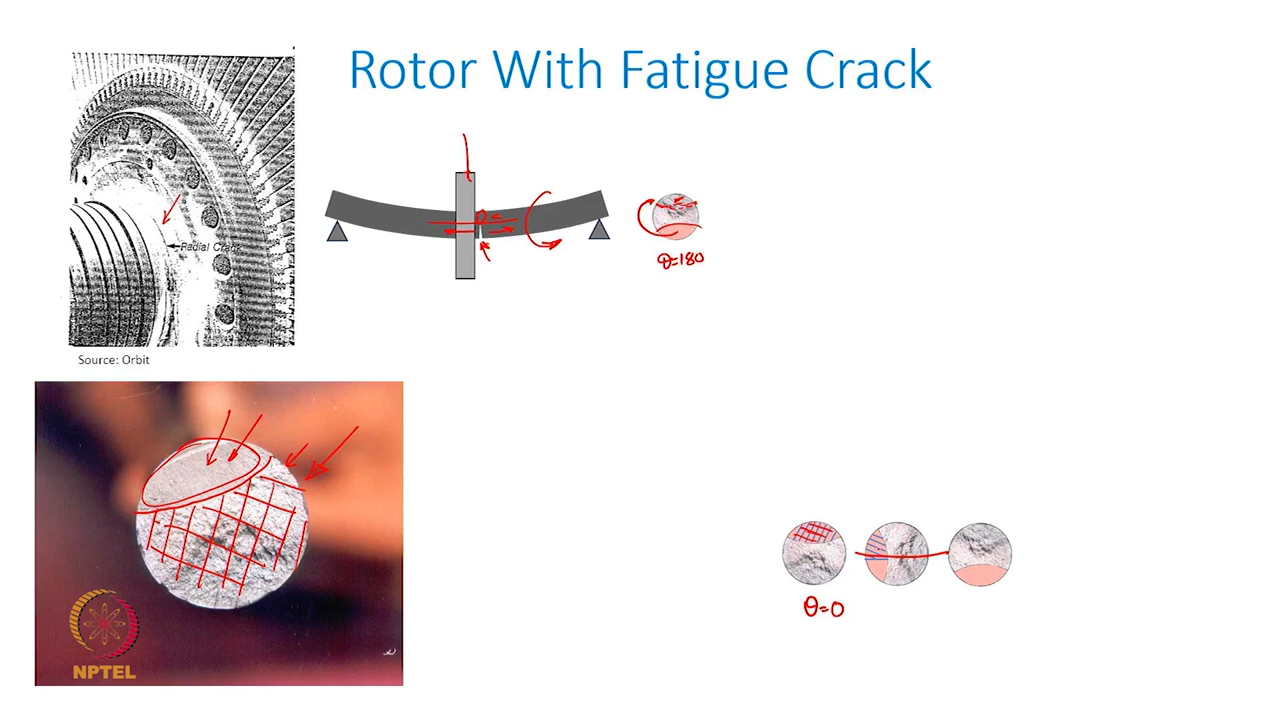 Rotor With Fatigue Crack
Radial Crack
θ=180
Source: Orbit
θ=0
NPTEL